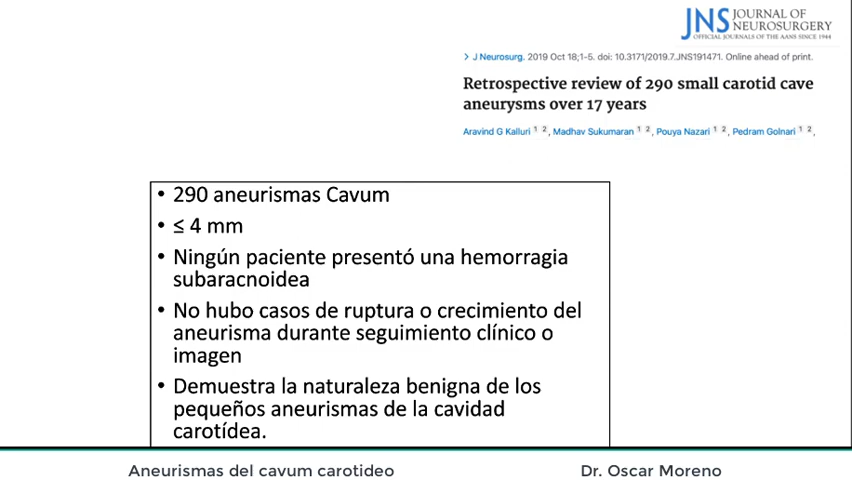 JNS JOURNAL OF
NEUROSURGERY
OFFICIAL JOURNALS OF THE AANS SINCE 1944
> J Neurosurg. 2019 Oct 18;1-5. doi: 10.3171/2019.7.JNS191471. Online ahead of print.
Retrospective review of 290 small carotid cave
aneurysms over 17 years
Aravind G Kalluri 1 2, Madhav Sukumaran 1 2, Pouya Nazari 1 2, Pedram Golnari 1 2,
• 290 aneurismas Cavum
• ≤ 4 mm
• Ningún paciente presentó una hemorragia
subaracnoidea
• No hubo casos de ruptura o crecimiento del
aneurisma durante seguimiento clínico o
imagen
• Demuestra la naturaleza benigna de los
pequeños aneurismas de la cavidad
carotídea.
Aneurismas del cavum carotideo
Dr. Oscar Moreno